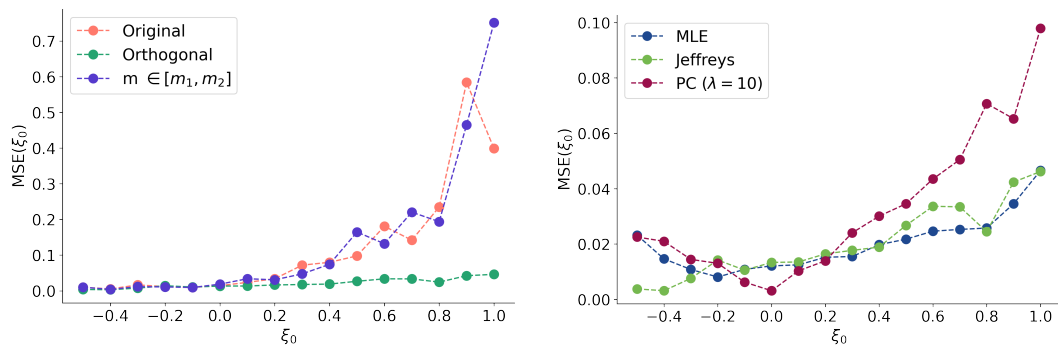 Original
Orthogonal
m ∈ [m₁, m₂]
MSE(ξ₀)
0.7
0.6
0.5
0.4
0.3
0.2
0.1
0.0
−0.4 −0.2 0.0 0.2 0.4 0.6 0.8 1.0
ξ₀
MLE
Jeffreys
PC (λ = 10)
MSE(ξ₀)
0.10
0.08
0.06
0.04
0.02
0.00
−0.4 −0.2 0.0 0.2 0.4 0.6 0.8 1.0
ξ₀